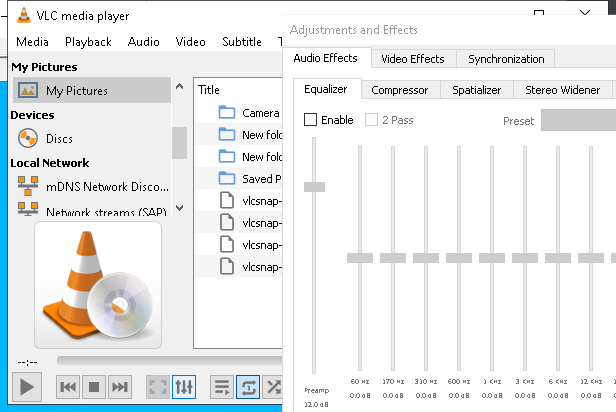 VLC media player
Media Playback Audio Video Subtitle T
My Pictures
My Pictures
Devices
Discs
Local Network
mDNS Network Disco...
Network streams (SAP)
Title
Camera
New fold
New fold
Saved P
vlcsnap-
vlcsnap-
vlcsnap-
vlcsnap-
--:--
Adjustments and Effects
Audio Effects Video Effects Synchronization
Equalizer Compressor Spatializer Stereo Widener
Enable 2 Pass Preset
60 Hz 170 Hz 310 Hz 600 Hz 1 KHz 3 KHz 6 KHz 12 KHz
Preamp 0.0 dB 0.0 dB 0.0 dB 0.0 dB 0.0 dB 0.0 dB 0.0 dB 0.0 dB
12.0 dB